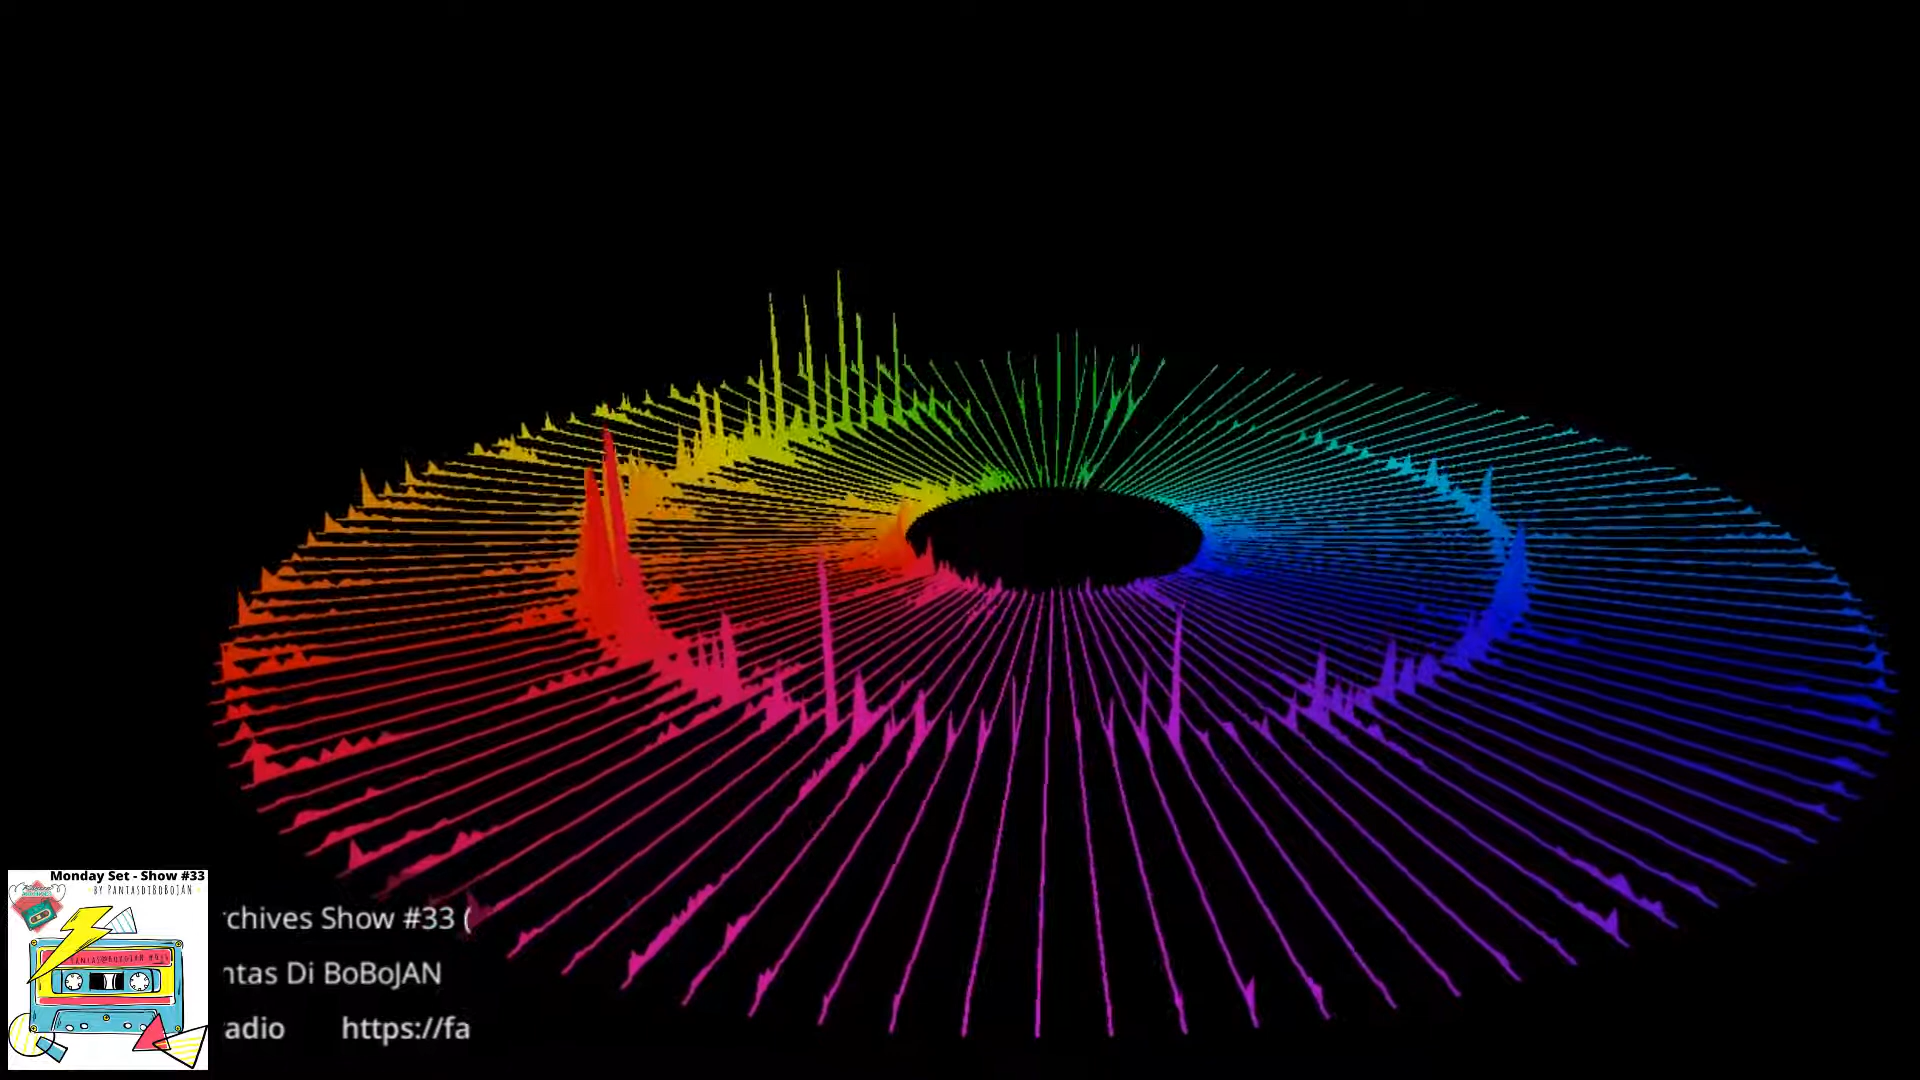 Monday Set - Show #33
BY PANTASDIBOBOJAN
rchives Show #33 (
ntas Di BoBoJAN
adio https://fa